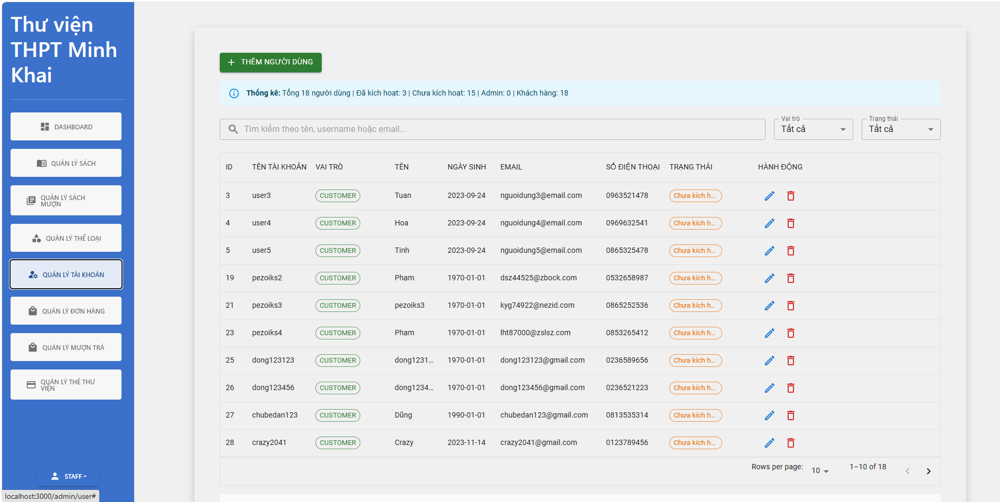 Thư viện
THPT Minh
Khai
DASHBOARD
QUẢN LÝ SÁCH
QUẢN LÝ SÁCH
MƯỢN
QUẢN LÝ THỂ LOẠI
QUẢN LÝ TÀI KHOẢN
QUẢN LÝ ĐƠN HÀNG
QUẢN LÝ MƯỢN TRẢ
QUẢN LÝ THẺ THƯ
VIỆN
STAFF
localhost:3000/admin/user#
THÊM NGƯỜI DÙNG
Thống kê: Tổng 18 người dùng | Đã kích hoạt: 3 | Chưa kích hoạt: 15 | Admin: 0 | Khách hàng: 18
Tìm kiếm theo tên, username hoặc email...
Vai trò
Tất cả
Trạng thái
Tất cả
ID TÊN TÀI KHOẢN VAI TRÒ TÊN NGÀY SINH EMAIL SỐ ĐIỆN THOẠI TRẠNG THÁI HÀNH ĐỘNG
3 user3 CUSTOMER Tuan 2023-09-24 nguoidung3@email.com 0963521478 Chưa kích h...
4 user4 CUSTOMER Hoa 2023-09-24 nguoidung4@email.com 0969632541 Chưa kích h...
5 user5 CUSTOMER Tinh 2023-09-24 nguoidung5@email.com 0865325478 Chưa kích h...
19 pezoiks2 CUSTOMER Phạm 1970-01-01 dsz44525@zbock.com 0532658987 Chưa kích h...
21 pezoiks3 CUSTOMER pezoiks3 1970-01-01 kyg74922@nezid.com 0865252536 Chưa kích h...
23 pezoiks4 CUSTOMER Phạm 1970-01-01 lht87000@zslsz.com 0853265412 Chưa kích h...
25 dong123123 CUSTOMER dong1231... 1970-01-01 dong123123@gmail.com 0236589656 Chưa kích h...
26 dong123456 CUSTOMER dong1234... 1970-01-01 dong123456@gmail.com 0236521223 Chưa kích h...
27 chubedan123 CUSTOMER Dũng 1990-01-01 chubedan123@gmail.com 0813535314 Chưa kích h...
28 crazy2041 CUSTOMER Crazy 2023-11-14 crazy2041@gmail.com 0123789456 Chưa kích h...
Rows per page: 10 1–10 of 18